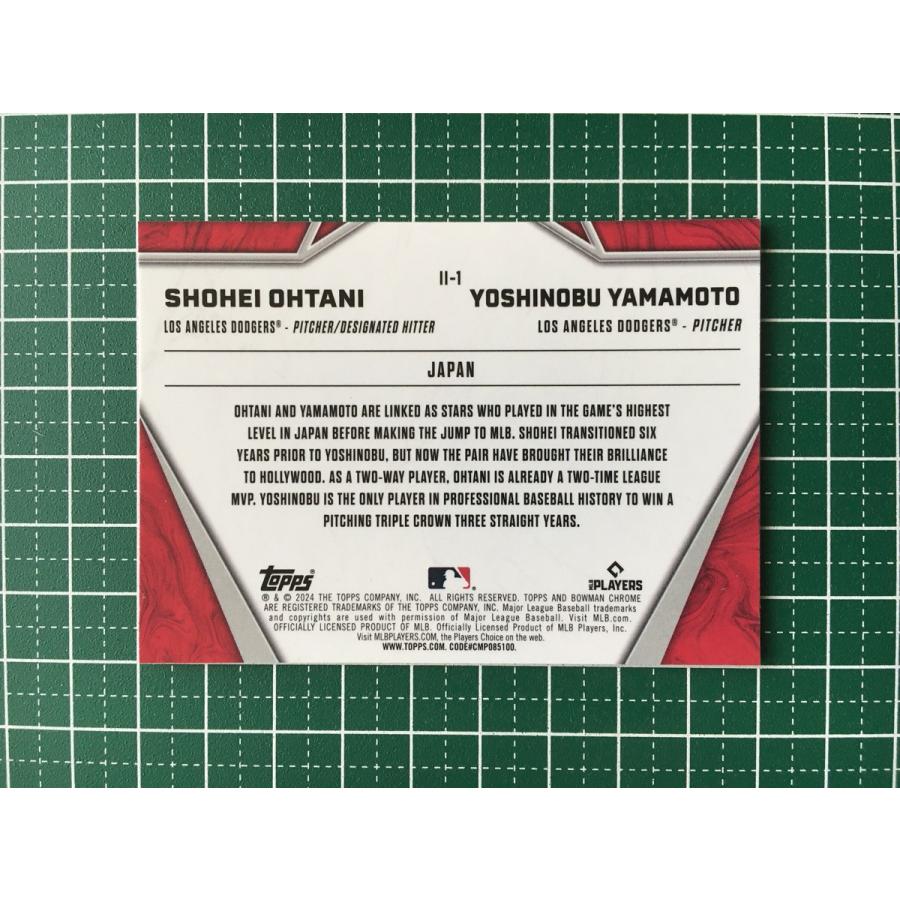 II-1
SHOHEI OHTANI
LOS ANGELES DODGERS® - PITCHER/DESIGNATED HITTER
YOSHINOBU YAMAMOTO
LOS ANGELES DODGERS® - PITCHER
JAPAN
OHTANI AND YAMAMOTO ARE LINKED AS STARS WHO PLAYED IN THE GAME'S HIGHEST
LEVEL IN JAPAN BEFORE MAKING THE JUMP TO MLB. SHOHEI TRANSITIONED SIX
YEARS PRIOR TO YOSHINOBU, BUT NOW THE PAIR HAVE BROUGHT THEIR BRILLIANCE
TO HOLLYWOOD. AS A TWO-WAY PLAYER, OHTANI IS ALREADY A TWO-TIME LEAGUE
MVP. YOSHINOBU IS THE ONLY PLAYER IN PROFESSIONAL BASEBALL HISTORY TO WIN A
PITCHING TRIPLE CROWN THREE STRAIGHT YEARS.
TOPPS®
MLB PLAYERS
® & © 2024 THE TOPPS COMPANY, INC. ALL RIGHTS RESERVED. TOPPS AND BOWMAN CHROME
ARE REGISTERED TRADEMARKS OF THE TOPPS COMPANY, INC. Major League Baseball trademarks
and copyrights are used with permission of Major League Baseball. Visit MLB.com.
OFFICIALLY LICENSED PRODUCT OF MLB. Officially Licensed Product of MLB Players, Inc.
Visit MLBPLAYERS.COM, the Players Choice on the web.
WWW.TOPPS.COM. CODE#CMP085100.